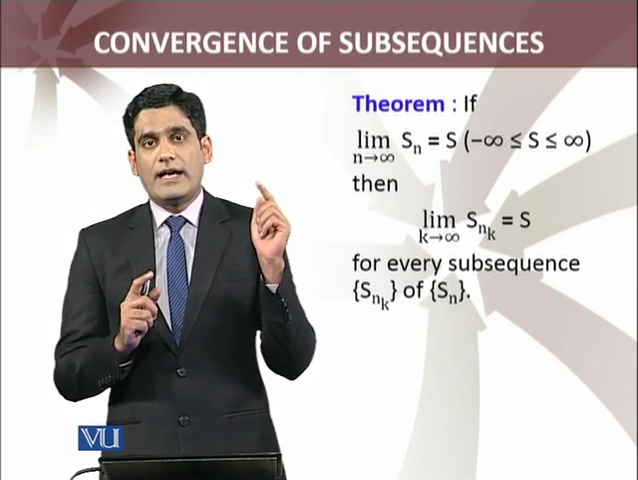 CONVERGENCE OF SUBSEQUENCES
Theorem : If
lim Sₙ = S (−∞ ≤ S ≤ ∞)
n→∞
then
lim Sₙₖ = S
k→∞
for every subsequence
{Sₙₖ} of {Sₙ}.
VU